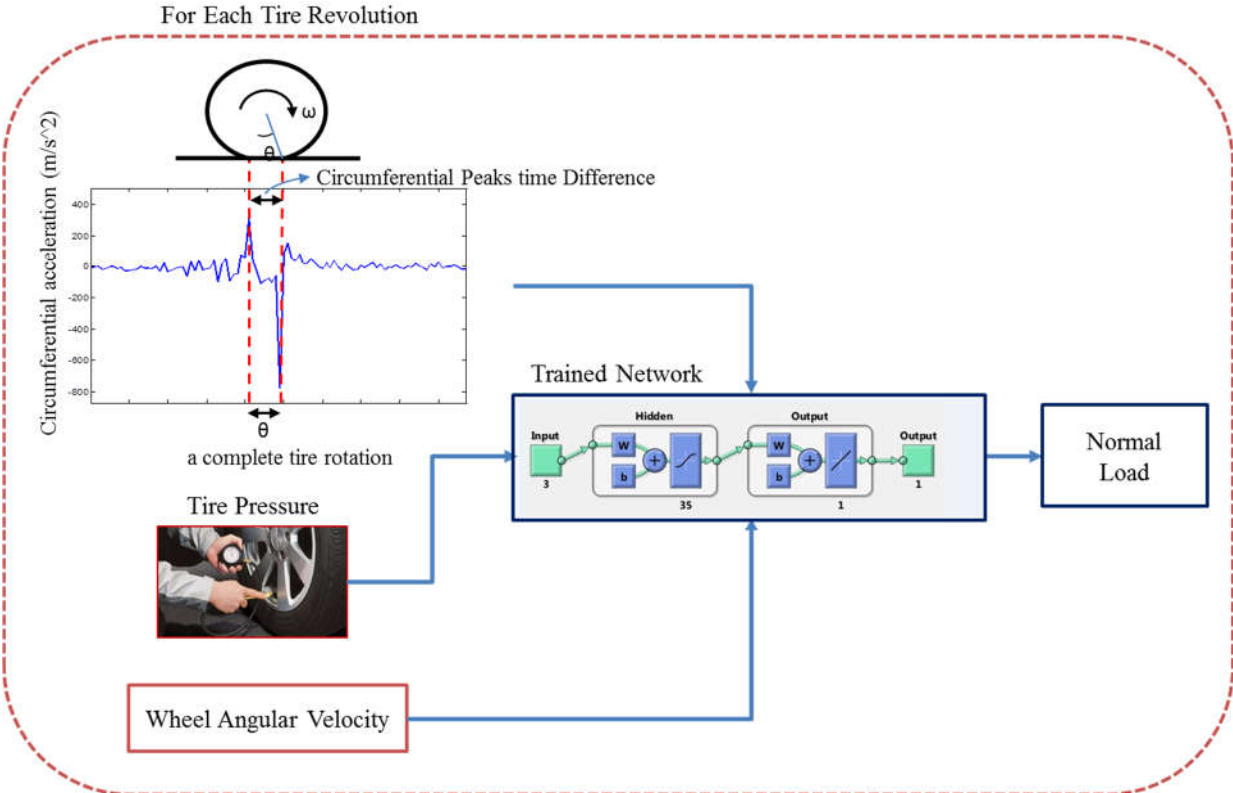 For Each Tire Revolution
ω
θ
Circumferential Peaks time Difference
Circumferential acceleration (m/s^2)
400
200
0
-200
-400
-600
-800
θ
a complete tire rotation
Trained Network
Hidden
Output
Input
W
b
+
W
b
+
Output
3
35
1
1
Normal
Load
Tire Pressure
Wheel Angular Velocity